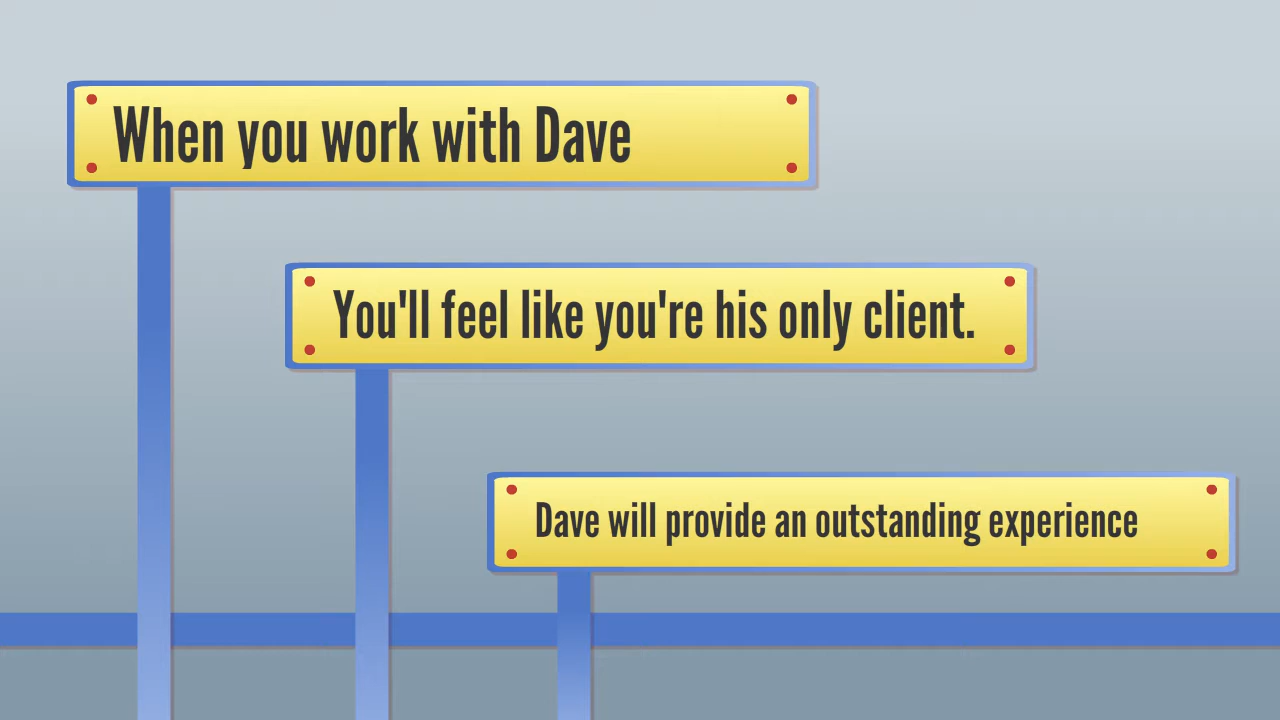 When you work with Dave
You'll feel like you're his only client.
Dave will provide an outstanding experience